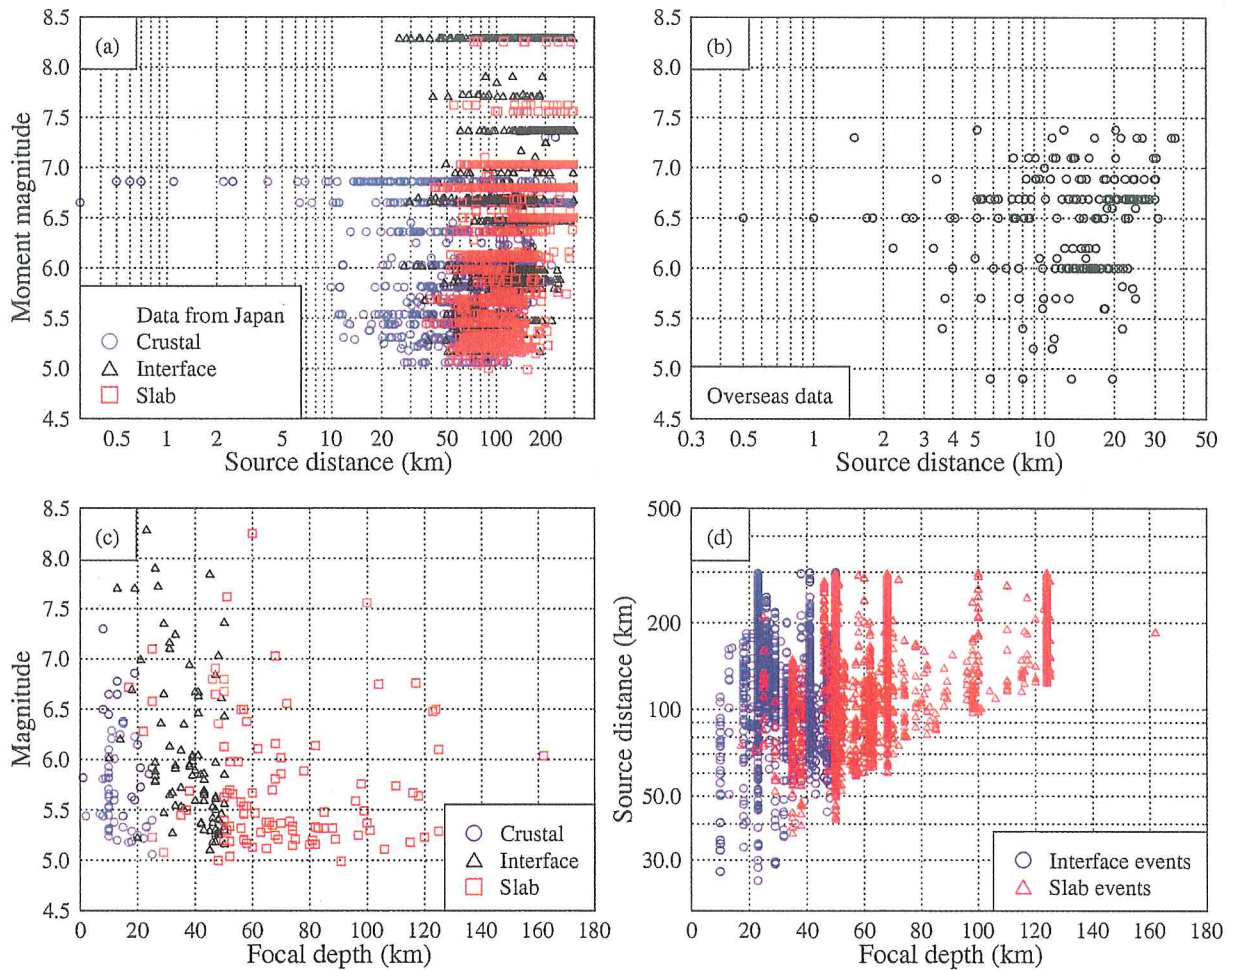 (a)
8.5
8.0
7.5
7.0
6.5
6.0
5.5
5.0
4.5
Moment magnitude
Data from Japan
Crustal
Interface
Slab
0.5 1 2 5 10 20 50 100 200
Source distance (km)
(b)
8.5
8.0
7.5
7.0
6.5
6.0
5.5
5.0
4.5
Overseas data
0.3 0.5 1 2 3 4 5 10 20 30 50
Source distance (km)
(c)
8.5
8.0
7.5
7.0
6.5
6.0
5.5
5.0
4.5
Magnitude
Crustal
Interface
Slab
0 20 40 60 80 100 120 140 160 180
Focal depth (km)
(d)
500
200
100
50.0
30.0
Source distance (km)
Interface events
Slab events
0 20 40 60 80 100 120 140 160 180
Focal depth (km)